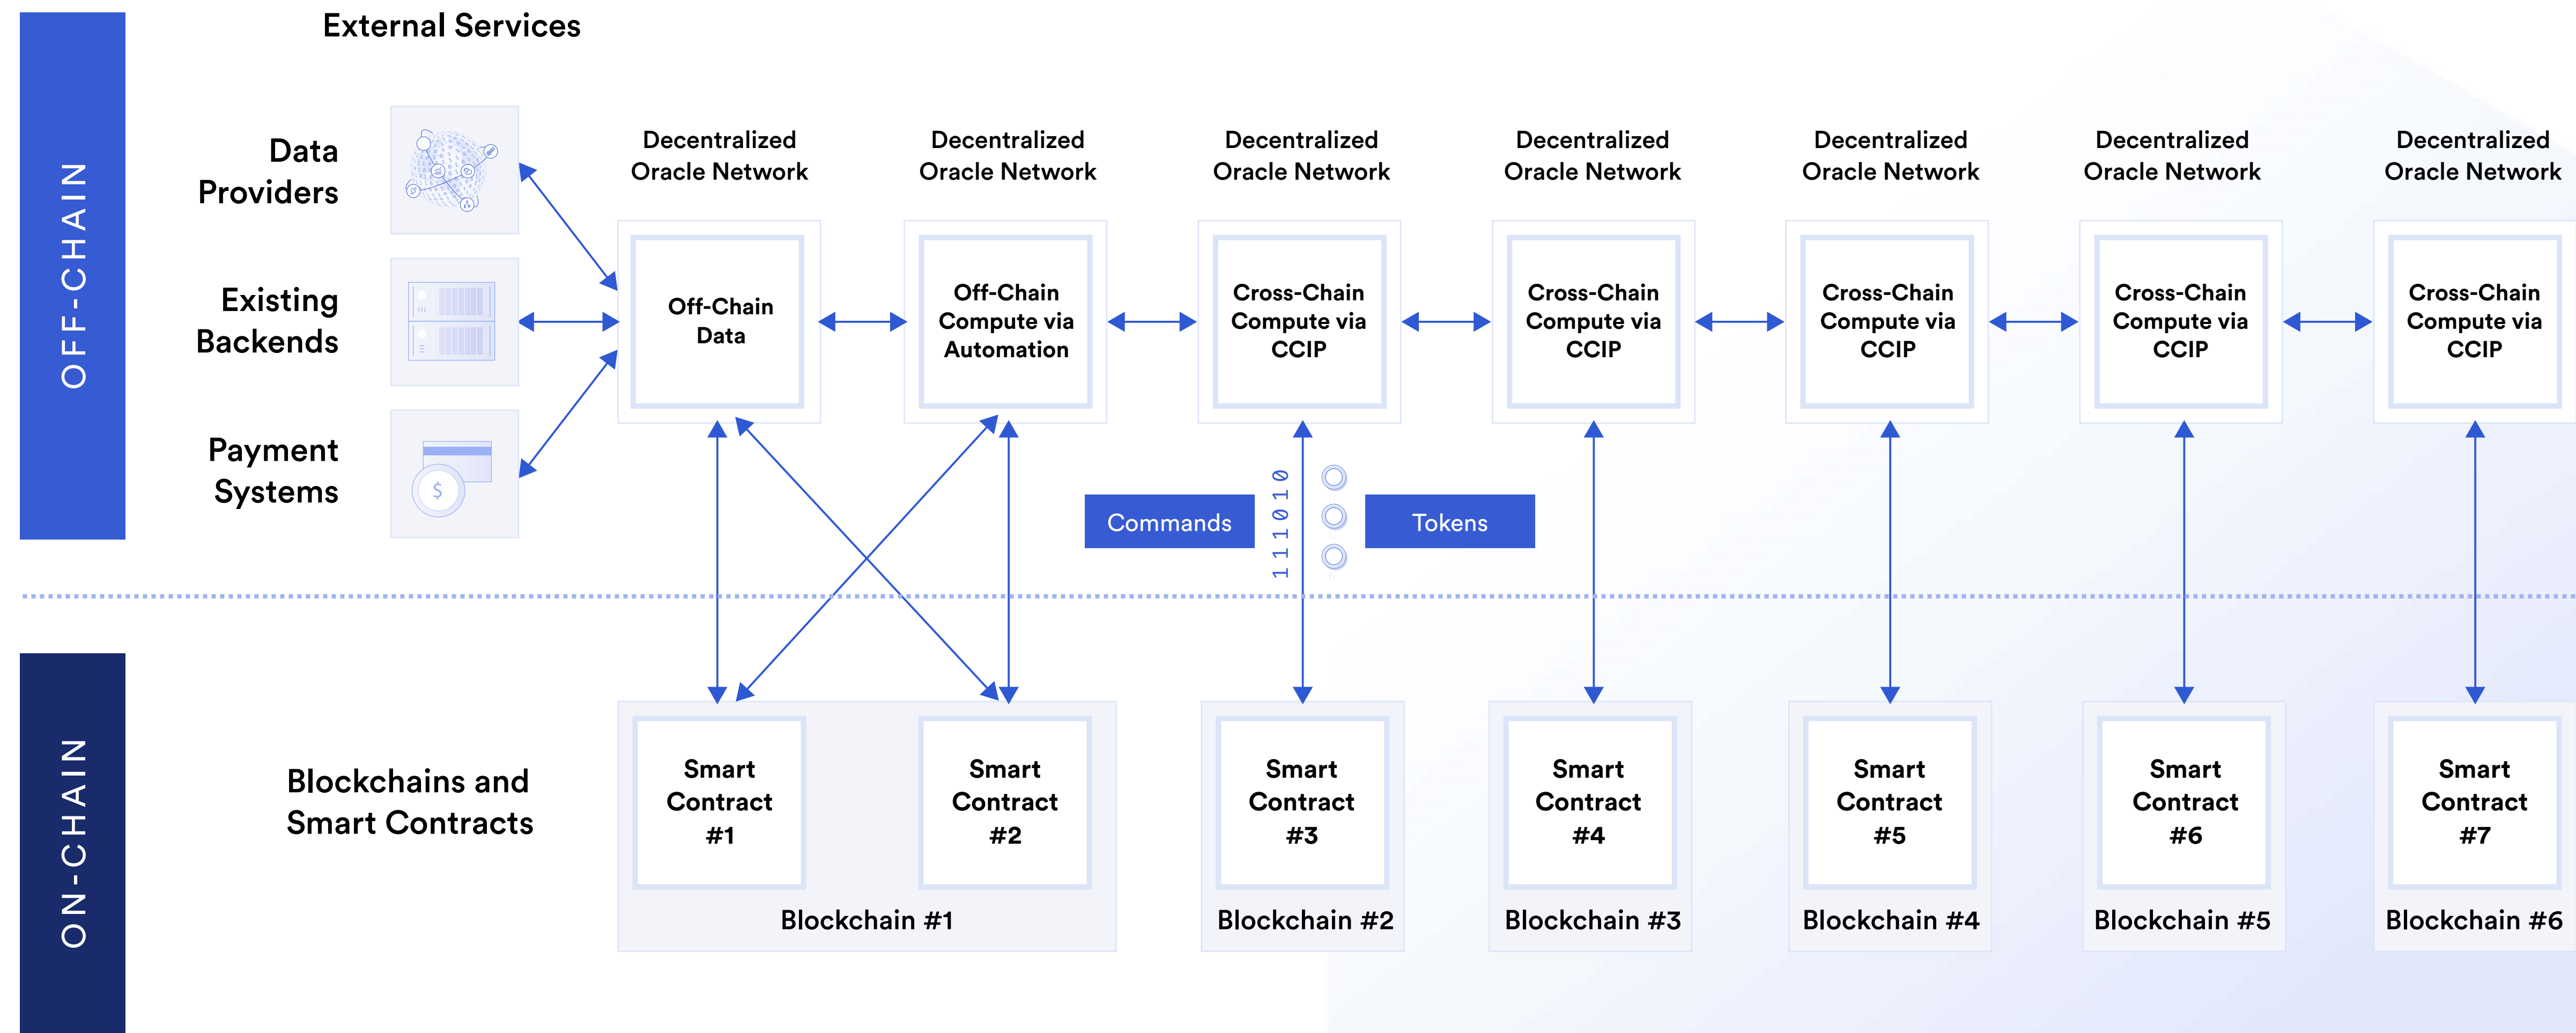 External Services
OFF-CHAIN
Data
Providers
Existing
Backends
Payment
Systems
$
Decentralized
Oracle Network
Decentralized
Oracle Network
Decentralized
Oracle Network
Decentralized
Oracle Network
Decentralized
Oracle Network
Decentralized
Oracle Network
Decentralized
Oracle Network
Off-Chain
Data
Off-Chain
Compute via
Automation
Cross-Chain
Compute via
CCIP
Cross-Chain
Compute via
CCIP
Cross-Chain
Compute via
CCIP
Cross-Chain
Compute via
CCIP
Cross-Chain
Compute via
CCIP
Commands
111010
Tokens
ON-CHAIN
Blockchains and
Smart Contracts
Smart
Contract
#1
Smart
Contract
#2
Blockchain #1
Smart
Contract
#3
Blockchain #2
Smart
Contract
#4
Blockchain #3
Smart
Contract
#5
Blockchain #4
Smart
Contract
#6
Blockchain #5
Smart
Contract
#7
Blockchain #6